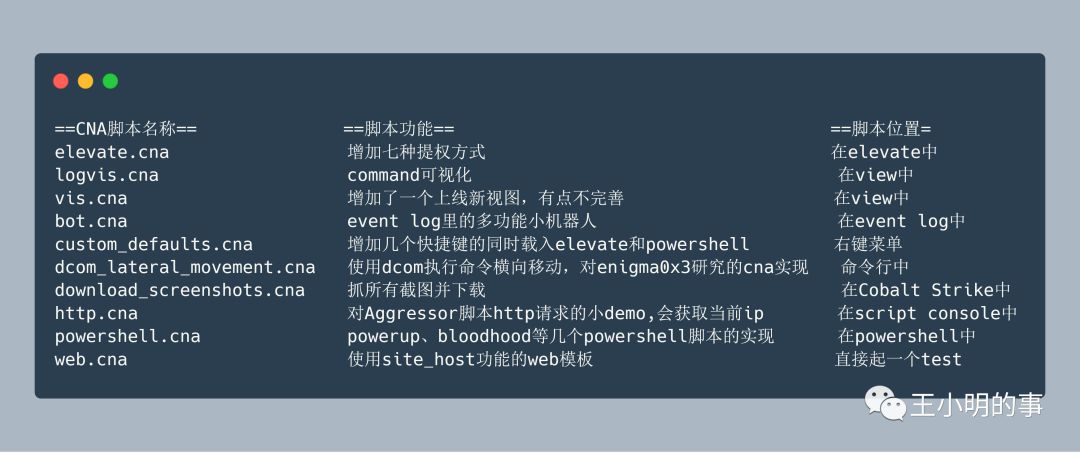 ==CNA脚本名称== ==脚本功能== ==脚本位置=
elevate.cna 增加七种提权方式 在elevate中
logvis.cna command可视化 在view中
vis.cna 增加了一个上线新视图，有点不完善 在view中
bot.cna event log里的多功能小机器人 在event log中
custom_defaults.cna 增加几个快捷键的同时载入elevate和powershell 右键菜单
dcom_lateral_movement.cna 使用dcom执行命令横向移动，对enigma0x3研究的cna实现 命令行中
download_screenshots.cna 抓所有截图并下载 在Cobalt Strike中
http.cna 对Aggressor脚本http请求的小demo,会获取当前ip 在script console中
powershell.cna powerup、bloodhood等几个powershell脚本的实现 在powershell中
web.cna 使用site_host功能的web模板 直接起一个test
王小明的事